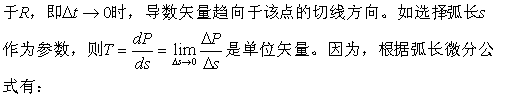 于R，即Δt→0时，导数矢量趋向于该点的切线方向。如选择弧长s
作为参数，则T = dP/ds = lim_{Δs→0} ΔP/Δs 是单位矢量。因为，根据弧长微分公
式有：